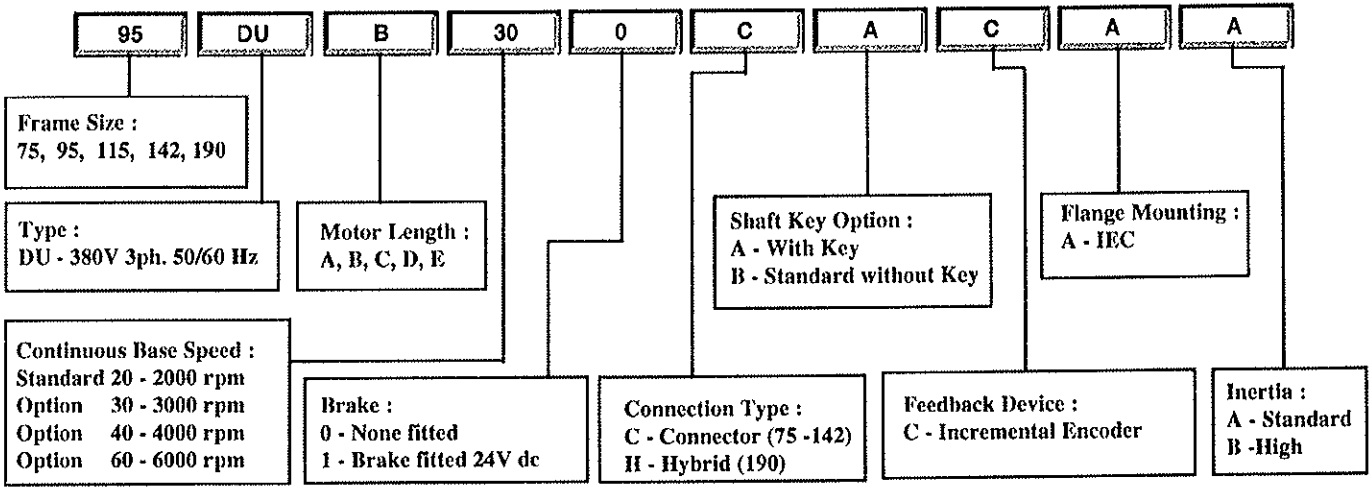 95 DU B 30 0 C A C A A
Frame Size :
75, 95, 115, 142, 190
Type :
DU - 380V 3ph. 50/60 Hz
Motor Length :
A, B, C, D, E
Shaft Key Option :
A - With Key
B - Standard without Key
Flange Mounting :
A - IEC
Continuous Base Speed :
Standard 20 - 2000 rpm
Option 30 - 3000 rpm
Option 40 - 4000 rpm
Option 60 - 6000 rpm
Brake :
0 - None fitted
1 - Brake fitted 24V dc
Connection Type :
C - Connector (75 -142)
H - Hybrid (190)
Feedback Device :
C - Incremental Encoder
Inertia :
A - Standard
B -High